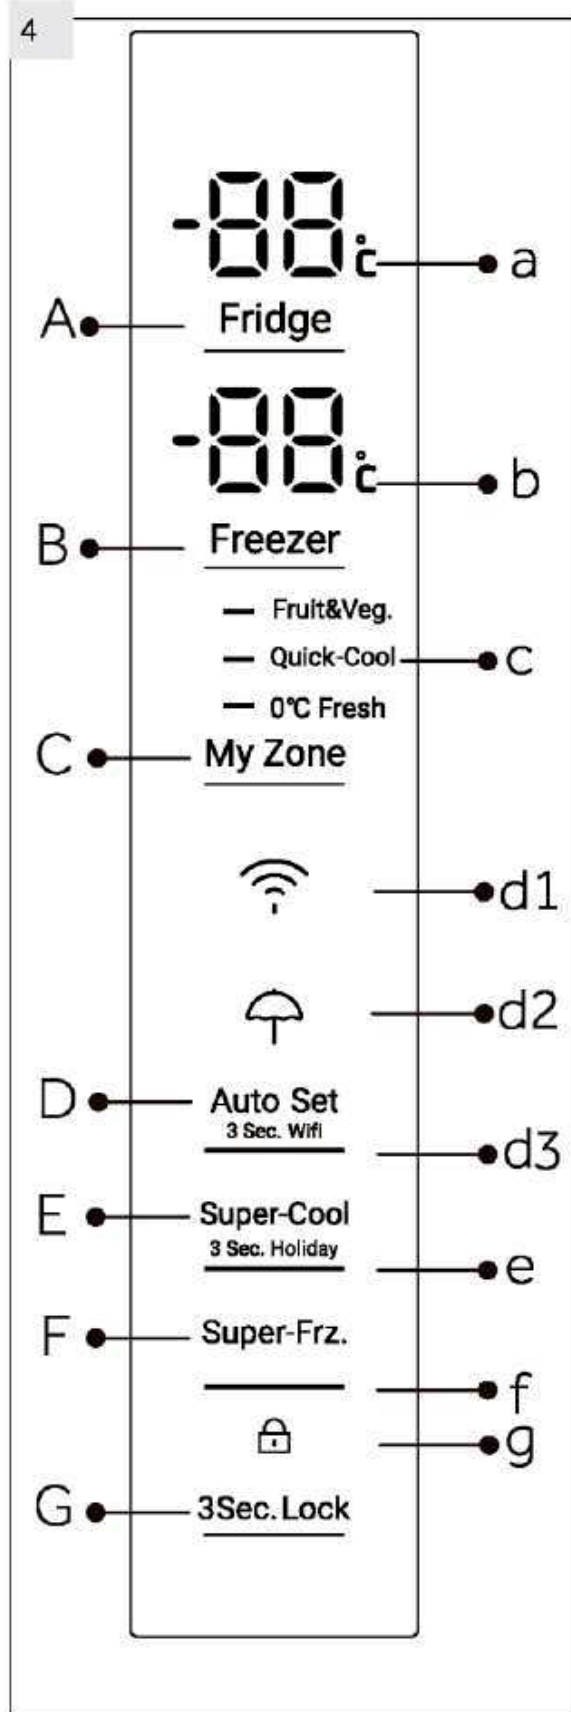 4
-88°C
a
A
Fridge
-88°C
b
B
Freezer
Fruit&Veg.
Quick-Cool
c
0°C Fresh
C
My Zone
d1
d2
D
Auto Set
3 Sec. Wifi
d3
E
Super-Cool
3 Sec. Holiday
e
F
Super-Frz.
f
g
G
3Sec.Lock